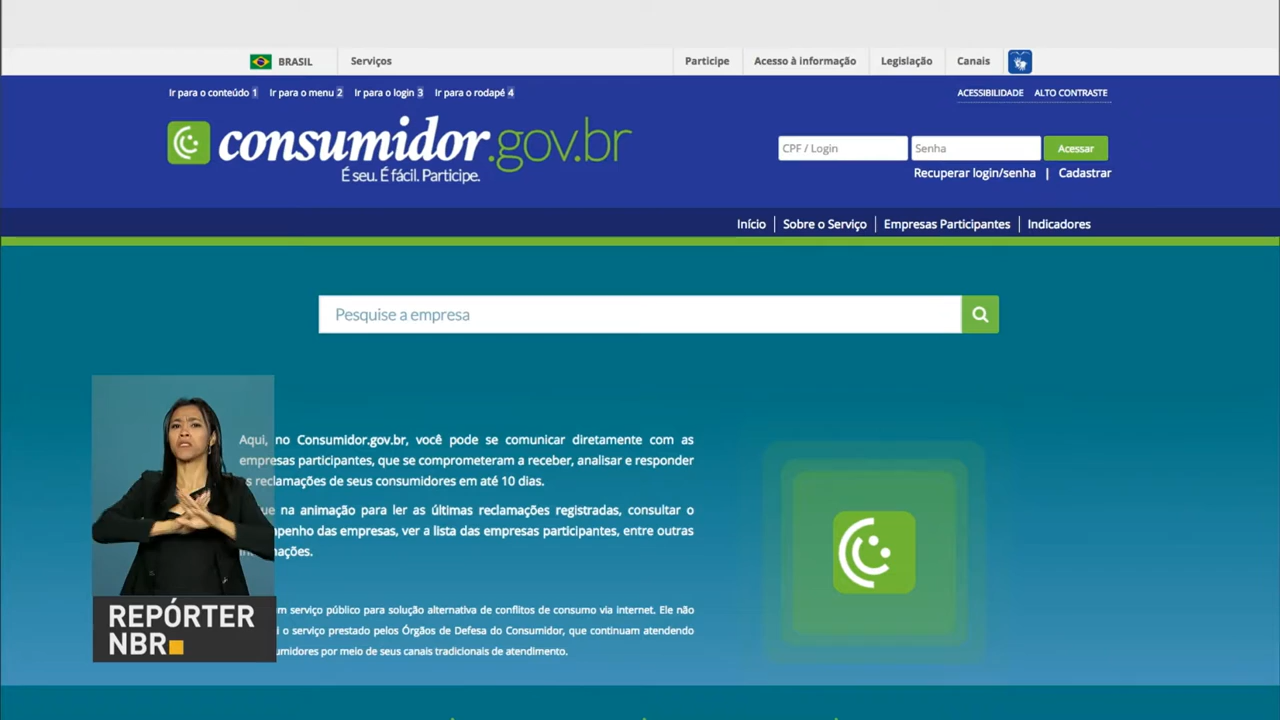 BRASIL
Serviços
Participe
Acesso à informação
Legislação
Canais
Ir para o conteúdo 1
Ir para o menu 2
Ir para o login 3
Ir para o rodapé 4
ACESSIBILIDADE
ALTO CONTRASTE
consumidor.gov.br
É seu. É fácil. Participe.
CPF / Login
Senha
Acessar
Recuperar login/senha | Cadastrar
Início
Sobre o Serviço
Empresas Participantes
Indicadores
Pesquise a empresa
Aqui, no Consumidor.gov.br, você pode se comunicar diretamente com as
empresas participantes, que se comprometeram a receber, analisar e responder
s reclamações de seus consumidores em até 10 dias.
na animação para ler as últimas reclamações registradas, consultar o
das empresas, ver a lista das empresas participantes, entre outras
serviço público para solução alternativa de conflitos de consumo via internet. Ele não
o serviço prestado pelos Órgãos de Defesa do Consumidor, que continuam atendendo
por meio de seus canais tradicionais de atendimento.
REPÓRTER
NBR